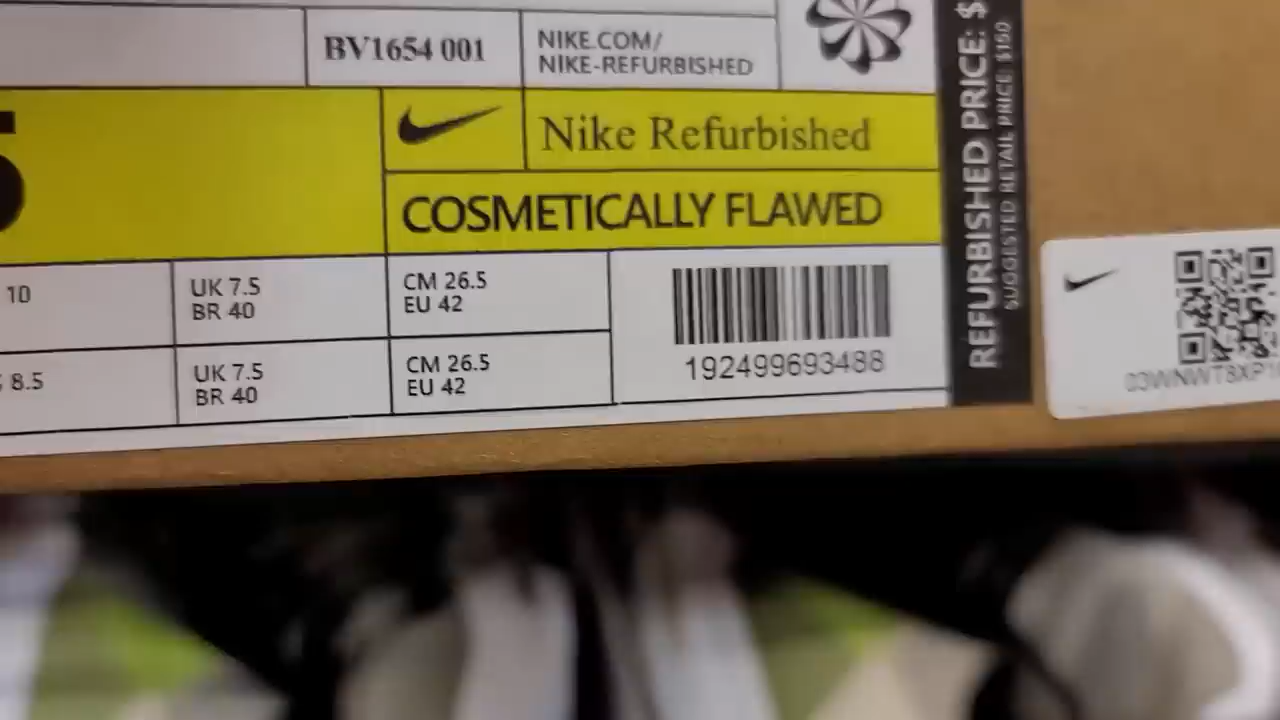 BV1654 001
NIKE.COM/
NIKE-REFURBISHED
5
Nike Refurbished
COSMETICALLY FLAWED
10
UK 7.5
BR 40
CM 26.5
EU 42
8.5
UK 7.5
BR 40
CM 26.5
EU 42
192499693488
REFURBISHED PRICE: $
SUGGESTED RETAIL PRICE: $150